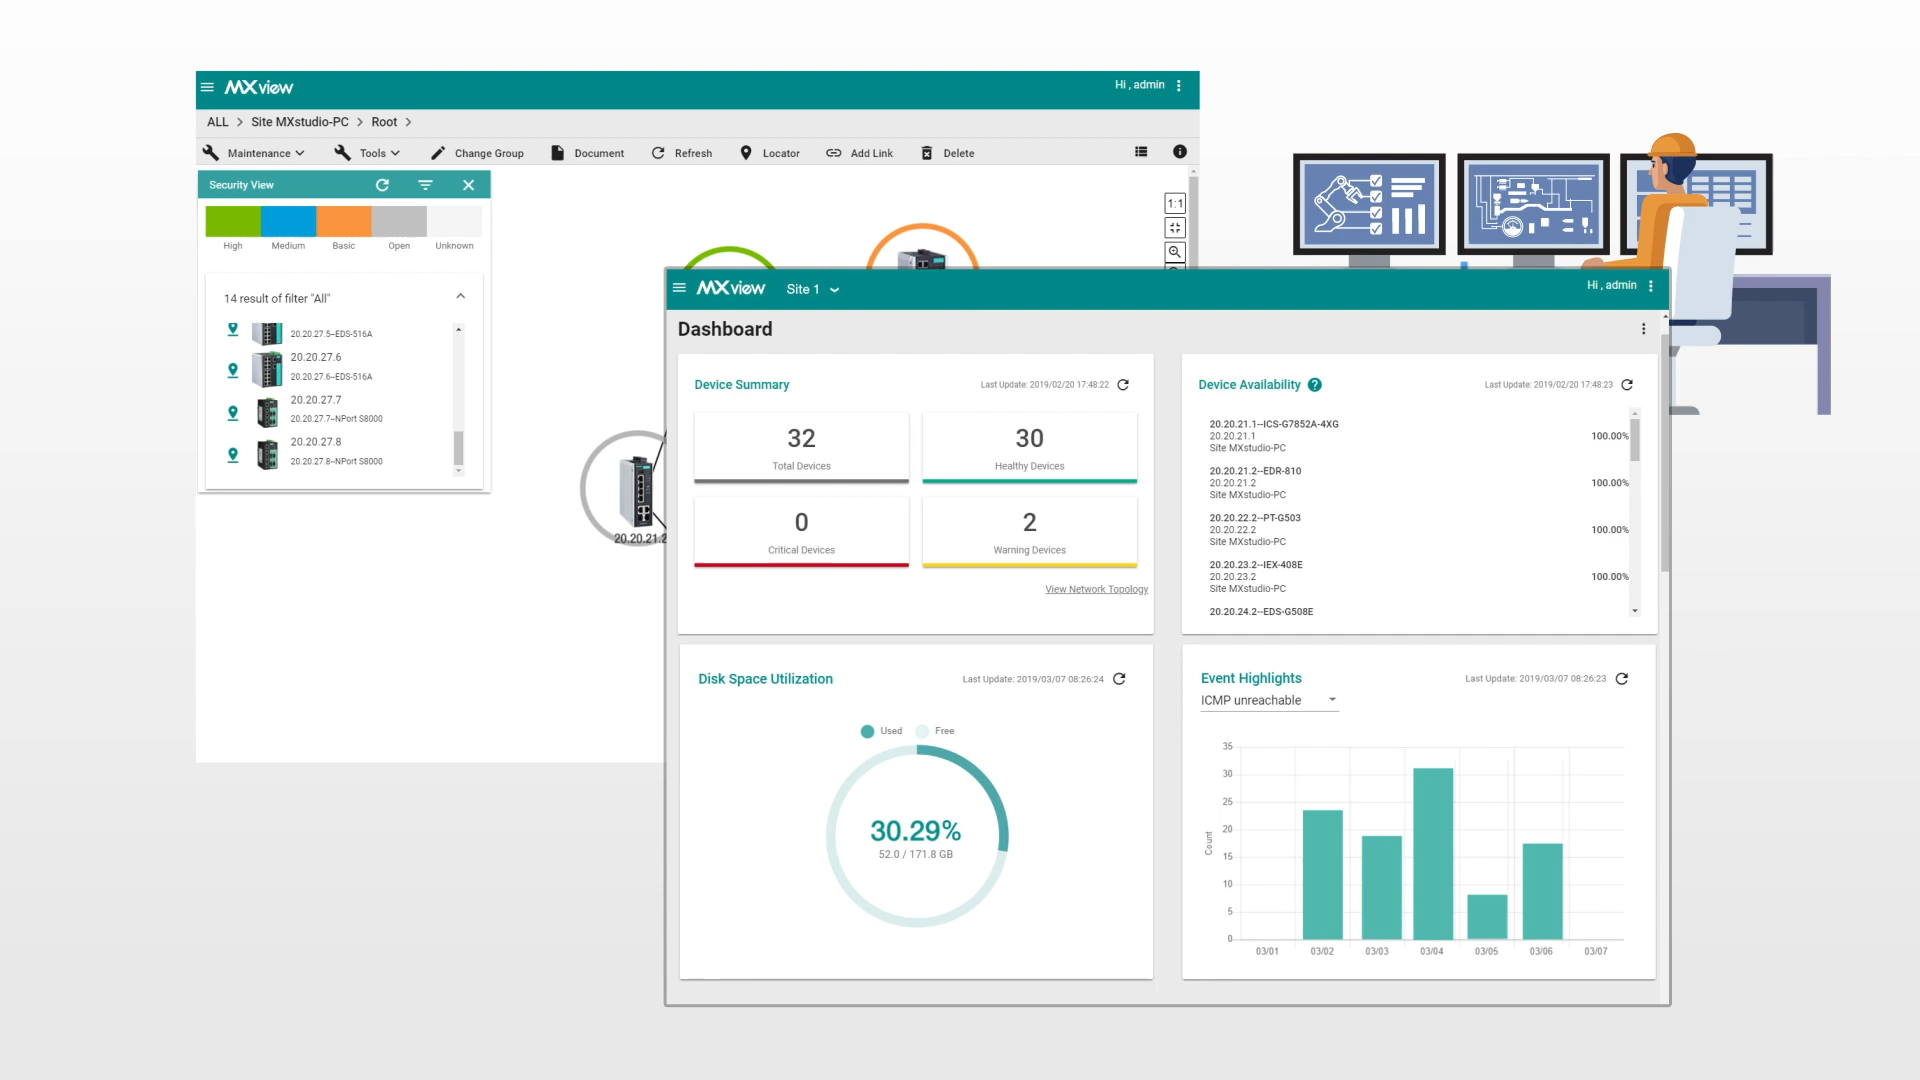 MXview
Hi , admin
ALL > Site MXstudio-PC > Root >
Maintenance
Tools
Change Group
Document
Refresh
Locator
Add Link
Delete
Security View
High
Medium
Basic
Open
Unknown
14 result of filter "All"
20.20.27.5--EDS-516A
20.20.27.6
20.20.27.6--EDS-516A
20.20.27.7
20.20.27.7--NPort S8000
20.20.27.8
20.20.27.8--NPort S8000
1:1
20.20.21.2
MXview
Site 1
Hi , admin
Dashboard
Device Summary
Last Update: 2019/02/20 17:48:22
32
Total Devices
30
Healthy Devices
0
Critical Devices
2
Warning Devices
View Network Topology
Device Availability ?
Last Update: 2019/02/20 17:48:23
20.20.21.1--ICS-G7852A-4XG
20.20.21.1
100.00%
Site MXstudio-PC
20.20.21.2--EDR-810
20.20.21.2
100.00%
Site MXstudio-PC
20.20.22.2--PT-G503
20.20.22.2
100.00%
Site MXstudio-PC
20.20.23.2--IEX-408E
20.20.23.2
100.00%
Site MXstudio-PC
20.20.24.2--EDS-G508E
Disk Space Utilization
Last Update: 2019/03/07 08:26:24
Used
Free
30.29%
52.0 / 171.8 GB
Event Highlights
Last Update: 2019/03/07 08:26:23
ICMP unreachable
Count
35
30
25
20
15
10
5
0
03/01
03/02
03/03
03/04
03/05
03/06
03/07